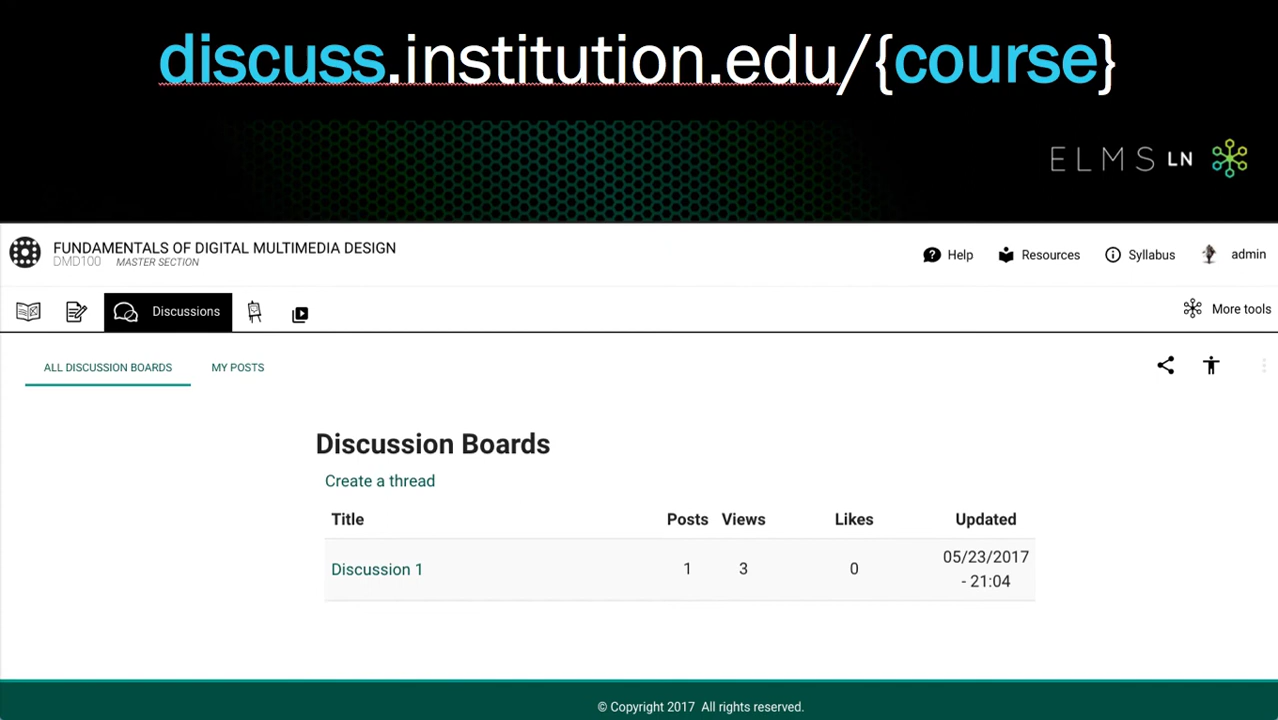 discuss.institution.edu/{course}
ELMS LN
FUNDAMENTALS OF DIGITAL MULTIMEDIA DESIGN
DMD100 MASTER SECTION
Help Resources Syllabus admin
Discussions
More tools
ALL DISCUSSION BOARDS MY POSTS
Discussion Boards
Create a thread
Title Posts Views Likes Updated
Discussion 1 1 3 0 05/23/2017
- 21:04
© Copyright 2017 All rights reserved.